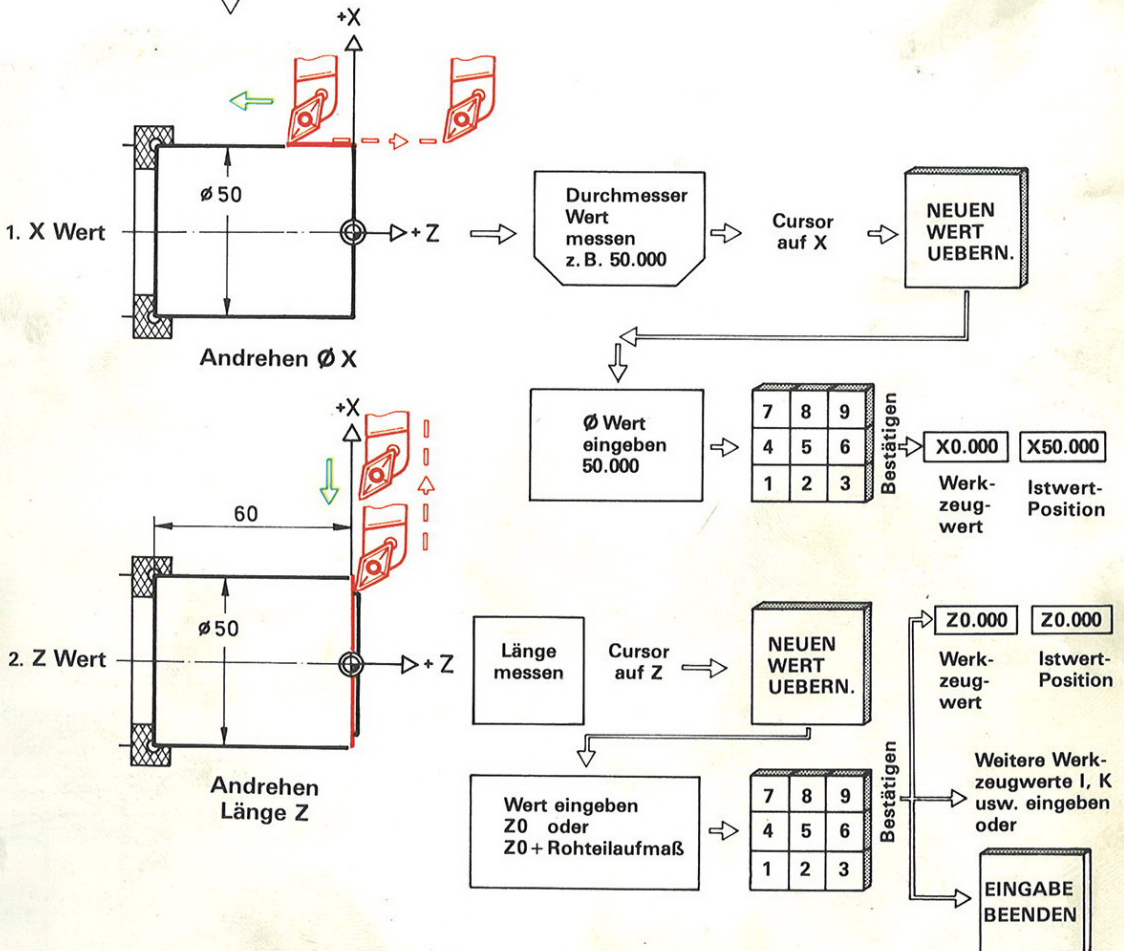 +X
ø 50
1. X Wert
+ Z
Durchmesser
Wert
messen
z. B. 50.000
Cursor
auf X
NEUEN
WERT
UEBERN.
Andrehen Ø X
Ø Wert
eingeben
50.000
7 8 9
4 5 6
1 2 3
Bestätigen
X0.000
X50.000
Werk-
zeug-
wert
Istwert-
Position
+X
60
ø 50
2. Z Wert
+ Z
Länge
messen
Cursor
auf Z
NEUEN
WERT
UEBERN.
Andrehen
Länge Z
Wert eingeben
Z0 oder
Z0 + Rohteilaufmaß
7 8 9
4 5 6
1 2 3
Bestätigen
Z0.000
Z0.000
Werk-
zeug-
wert
Istwert-
Position
Weitere Werk-
zeugwerte I, K
usw. eingeben
oder
EINGABE
BEENDEN